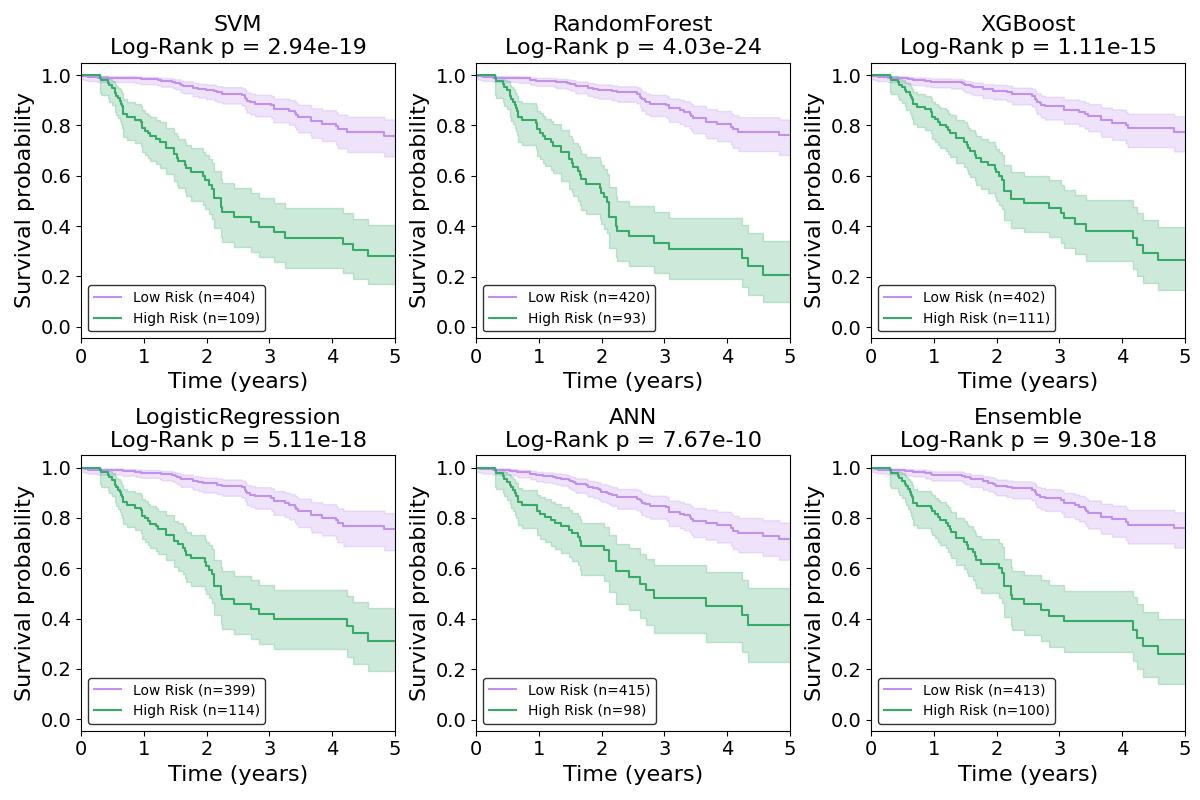 SVM
Log-Rank p = 2.94e-19
Survival probability
1.0
0.8
0.6
0.4
0.2
0.0
Low Risk (n=404)
High Risk (n=109)
0 1 2 3 4 5
Time (years)
RandomForest
Log-Rank p = 4.03e-24
Survival probability
1.0
0.8
0.6
0.4
0.2
0.0
Low Risk (n=420)
High Risk (n=93)
0 1 2 3 4 5
Time (years)
XGBoost
Log-Rank p = 1.11e-15
Survival probability
1.0
0.8
0.6
0.4
0.2
0.0
Low Risk (n=402)
High Risk (n=111)
0 1 2 3 4 5
Time (years)
LogisticRegression
Log-Rank p = 5.11e-18
Survival probability
1.0
0.8
0.6
0.4
0.2
0.0
Low Risk (n=399)
High Risk (n=114)
0 1 2 3 4 5
Time (years)
ANN
Log-Rank p = 7.67e-10
Survival probability
1.0
0.8
0.6
0.4
0.2
0.0
Low Risk (n=415)
High Risk (n=98)
0 1 2 3 4 5
Time (years)
Ensemble
Log-Rank p = 9.30e-18
Survival probability
1.0
0.8
0.6
0.4
0.2
0.0
Low Risk (n=413)
High Risk (n=100)
0 1 2 3 4 5
Time (years)